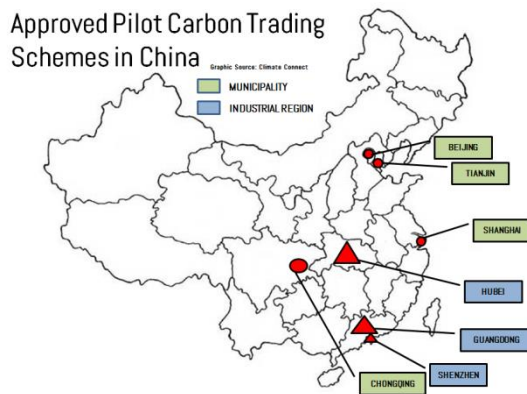 Approved Pilot Carbon Trading
Schemes in China
Graphic Source: Climate Connect
MUNICIPALITY
INDUSTRIAL REGION
BEIJING
TIANJIN
SHANGHAI
HUBEI
GUANGDONG
SHENZHEN
CHONGQING